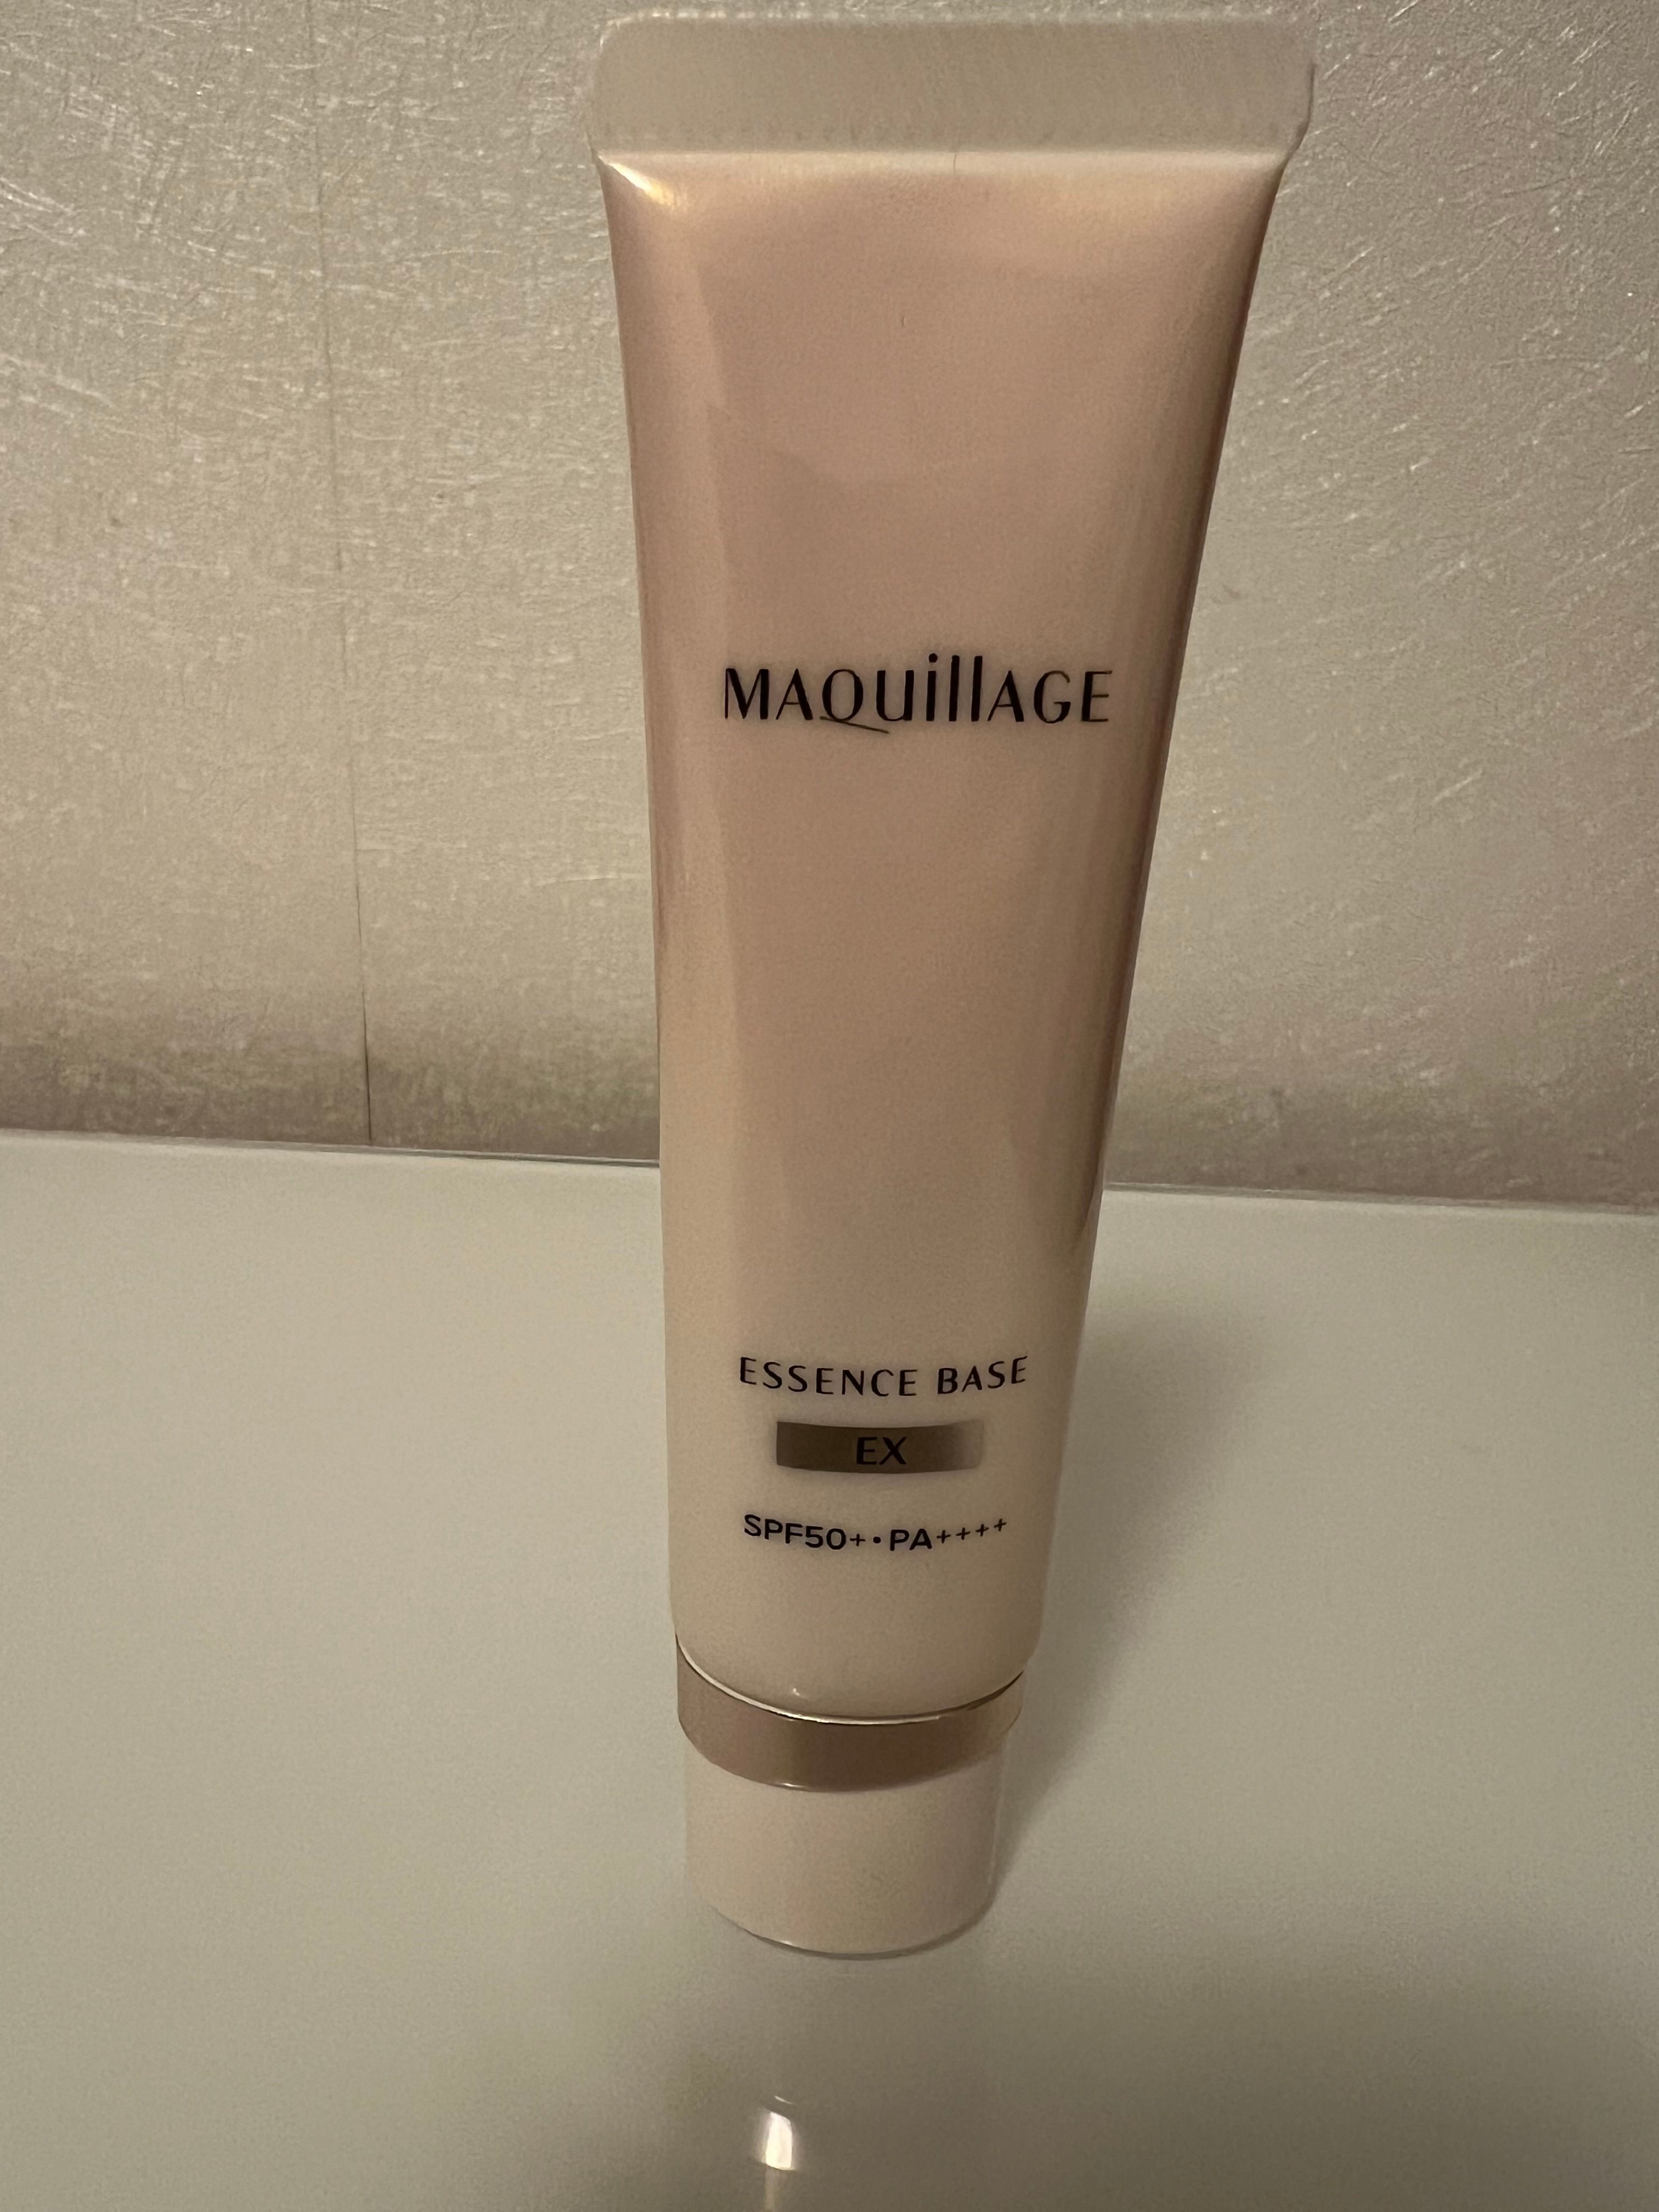 MAQuillAGE
ESSENCE BASE
EX
SPF50+・PA++++